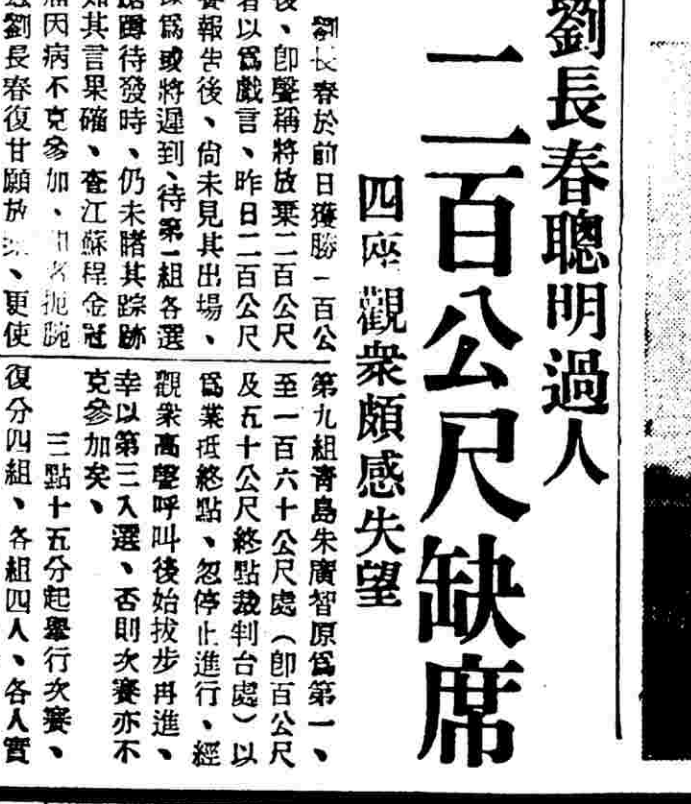 劉長春聰明過人
二百公尺缺席
四座觀衆頗感失望
劉長春於前日獲勝一百公
後、卽聲稱將放棄二百公尺
者以爲戲言、昨日二百公尺
賽報告後、尙未見其出場、
爲或將遲到、待第一組各選
蹲待發時、仍未睹其踪跡
如其言果確、查江蘇程金冠
因病不克參加、扼腕
劉長春復甘願放、更使
第九組靑島朱廣智原爲第一、
至一百六十公尺處（卽百公尺
及五十公尺終點裁判台處）以
爲業抵終點、忽停止進行、經
觀衆高聲呼叫後始拔步再進、
幸以第三入選、否則次賽亦不
克參加矣、
三點十五分起舉行次賽、
復分四組、各組四人、各人實